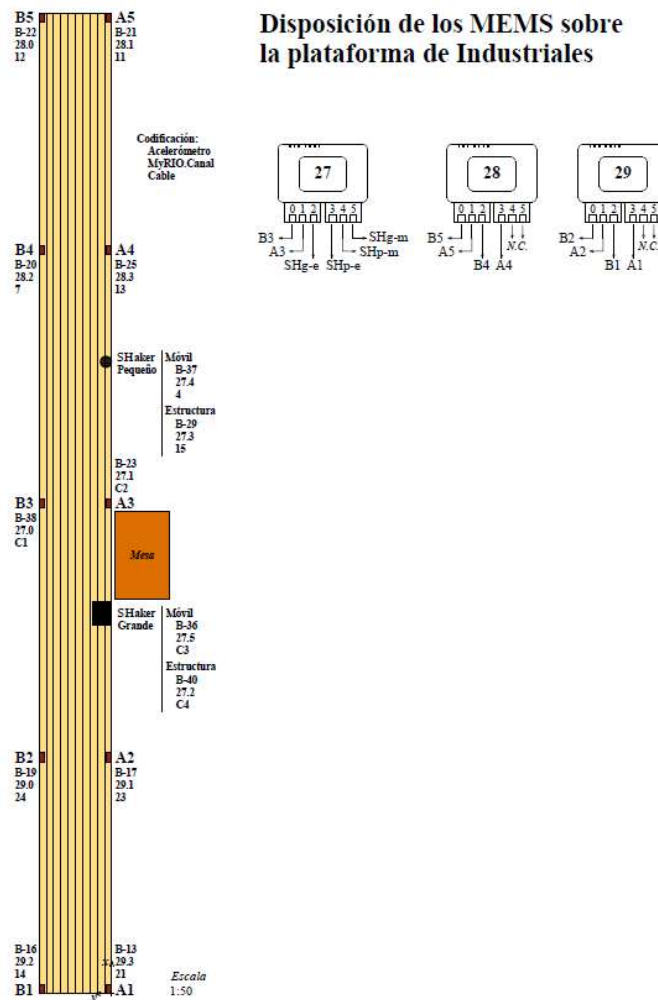 Disposición de los MEMS sobre
la plataforma de Industriales
B5
B-22
28.0
12
A5
B-21
28.1
11
Codificación:
Acelerómetro
MyRIO.Canal
Cable
27
0 1 2 3 4 5
B3
A3
SHg-e
SHp-e
SHg-m
SHp-m
28
0 1 2 3 4 5
B5
A5
B4
A4
N.C.
29
0 1 2 3 4 5
B2
A2
B1
A1
N.C.
B4
B-20
28.2
7
A4
B-25
28.3
13
SHaker
Pequeño
Móvil
B-37
27.4
4
Estructura
B-29
27.3
15
B3
B-38
27.0
C1
B-23
27.1
C2
A3
Mesa
SHaker
Grande
Móvil
B-36
27.5
C3
Estructura
B-40
27.2
C4
B2
B-19
29.0
24
A2
B-17
29.1
23
B-16
29.2
14
B1
B-13
29.3
21
A1
Escala
1:50